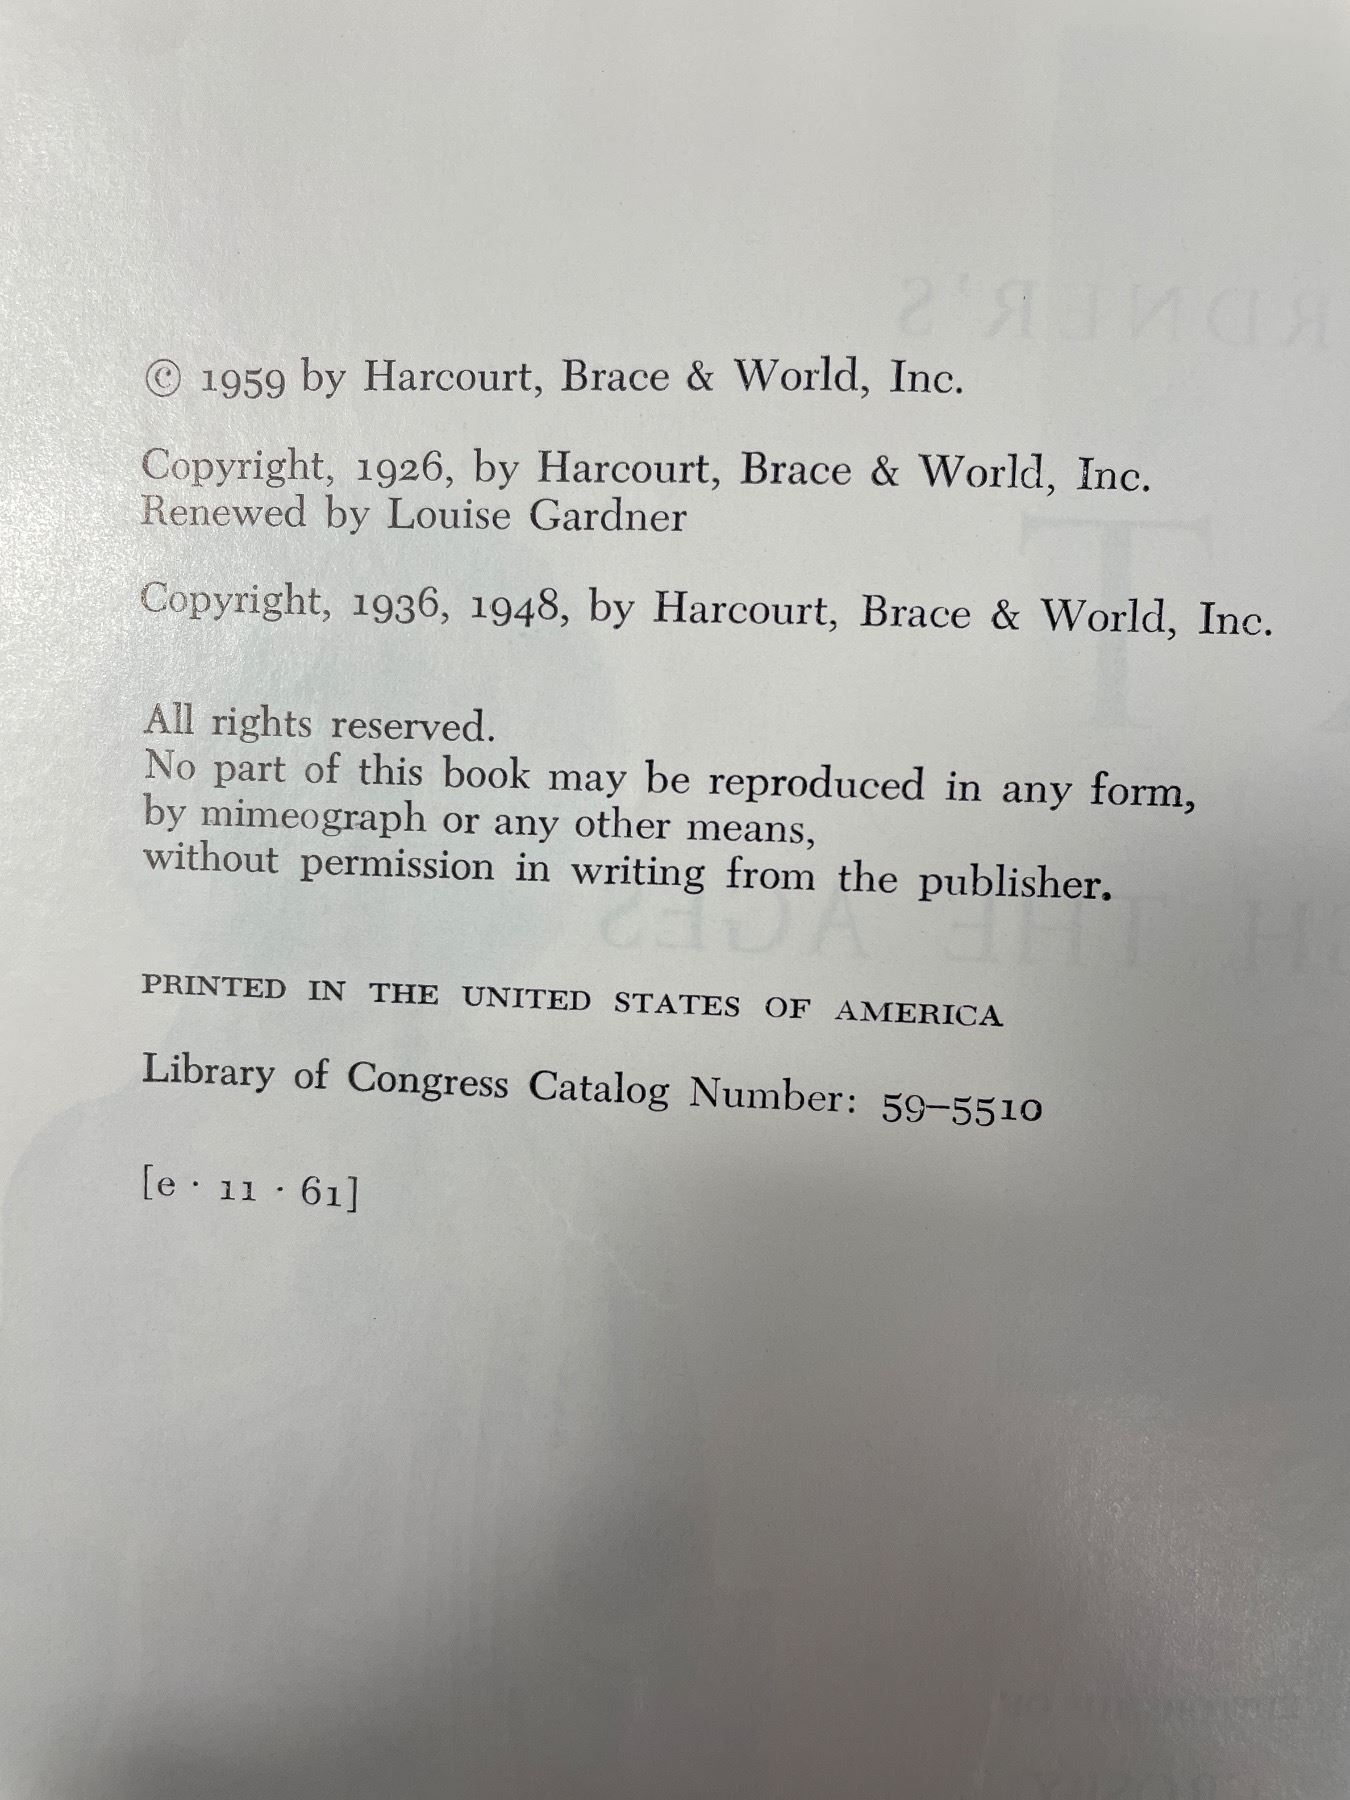 © 1959 by Harcourt, Brace & World, Inc.
Copyright, 1926, by Harcourt, Brace & World, Inc.
Renewed by Louise Gardner
Copyright, 1936, 1948, by Harcourt, Brace & World, Inc.
All rights reserved.
No part of this book may be reproduced in any form,
by mimeograph or any other means,
without permission in writing from the publisher.
PRINTED IN THE UNITED STATES OF AMERICA
Library of Congress Catalog Number: 59–5510
[e · 11 · 61]